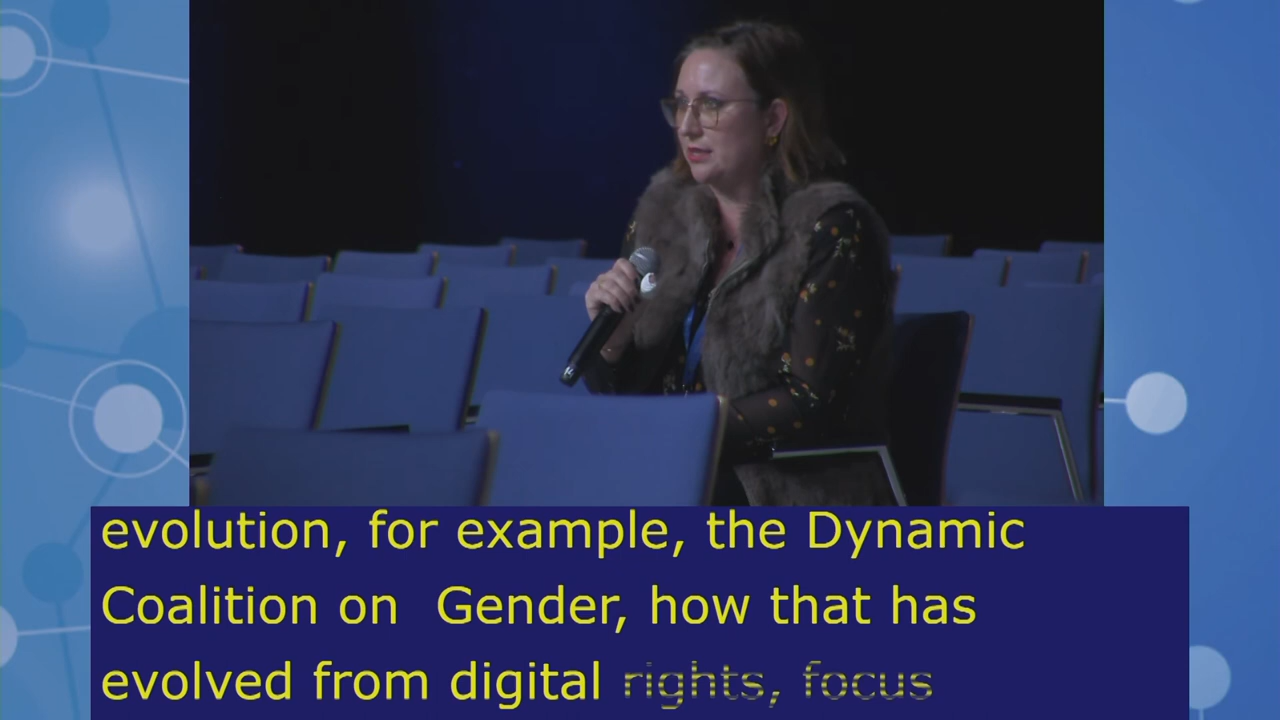 evolution, for example, the Dynamic
Coalition on  Gender, how that has
evolved from digital rights, focus